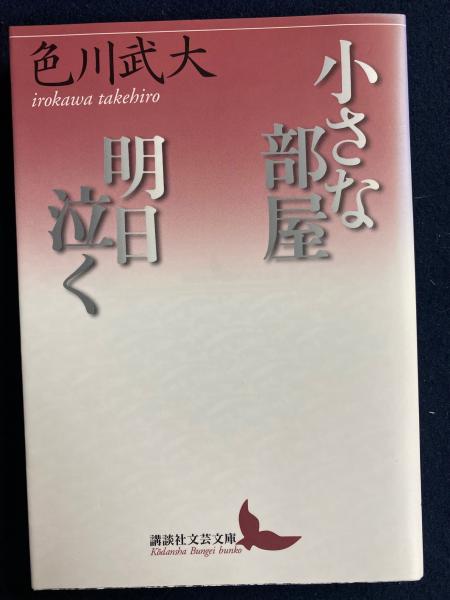 色川武大
irokawa takehiro
小さな
部屋
明日
泣く
講談社文芸文庫
Kōdansha Bungei bunko